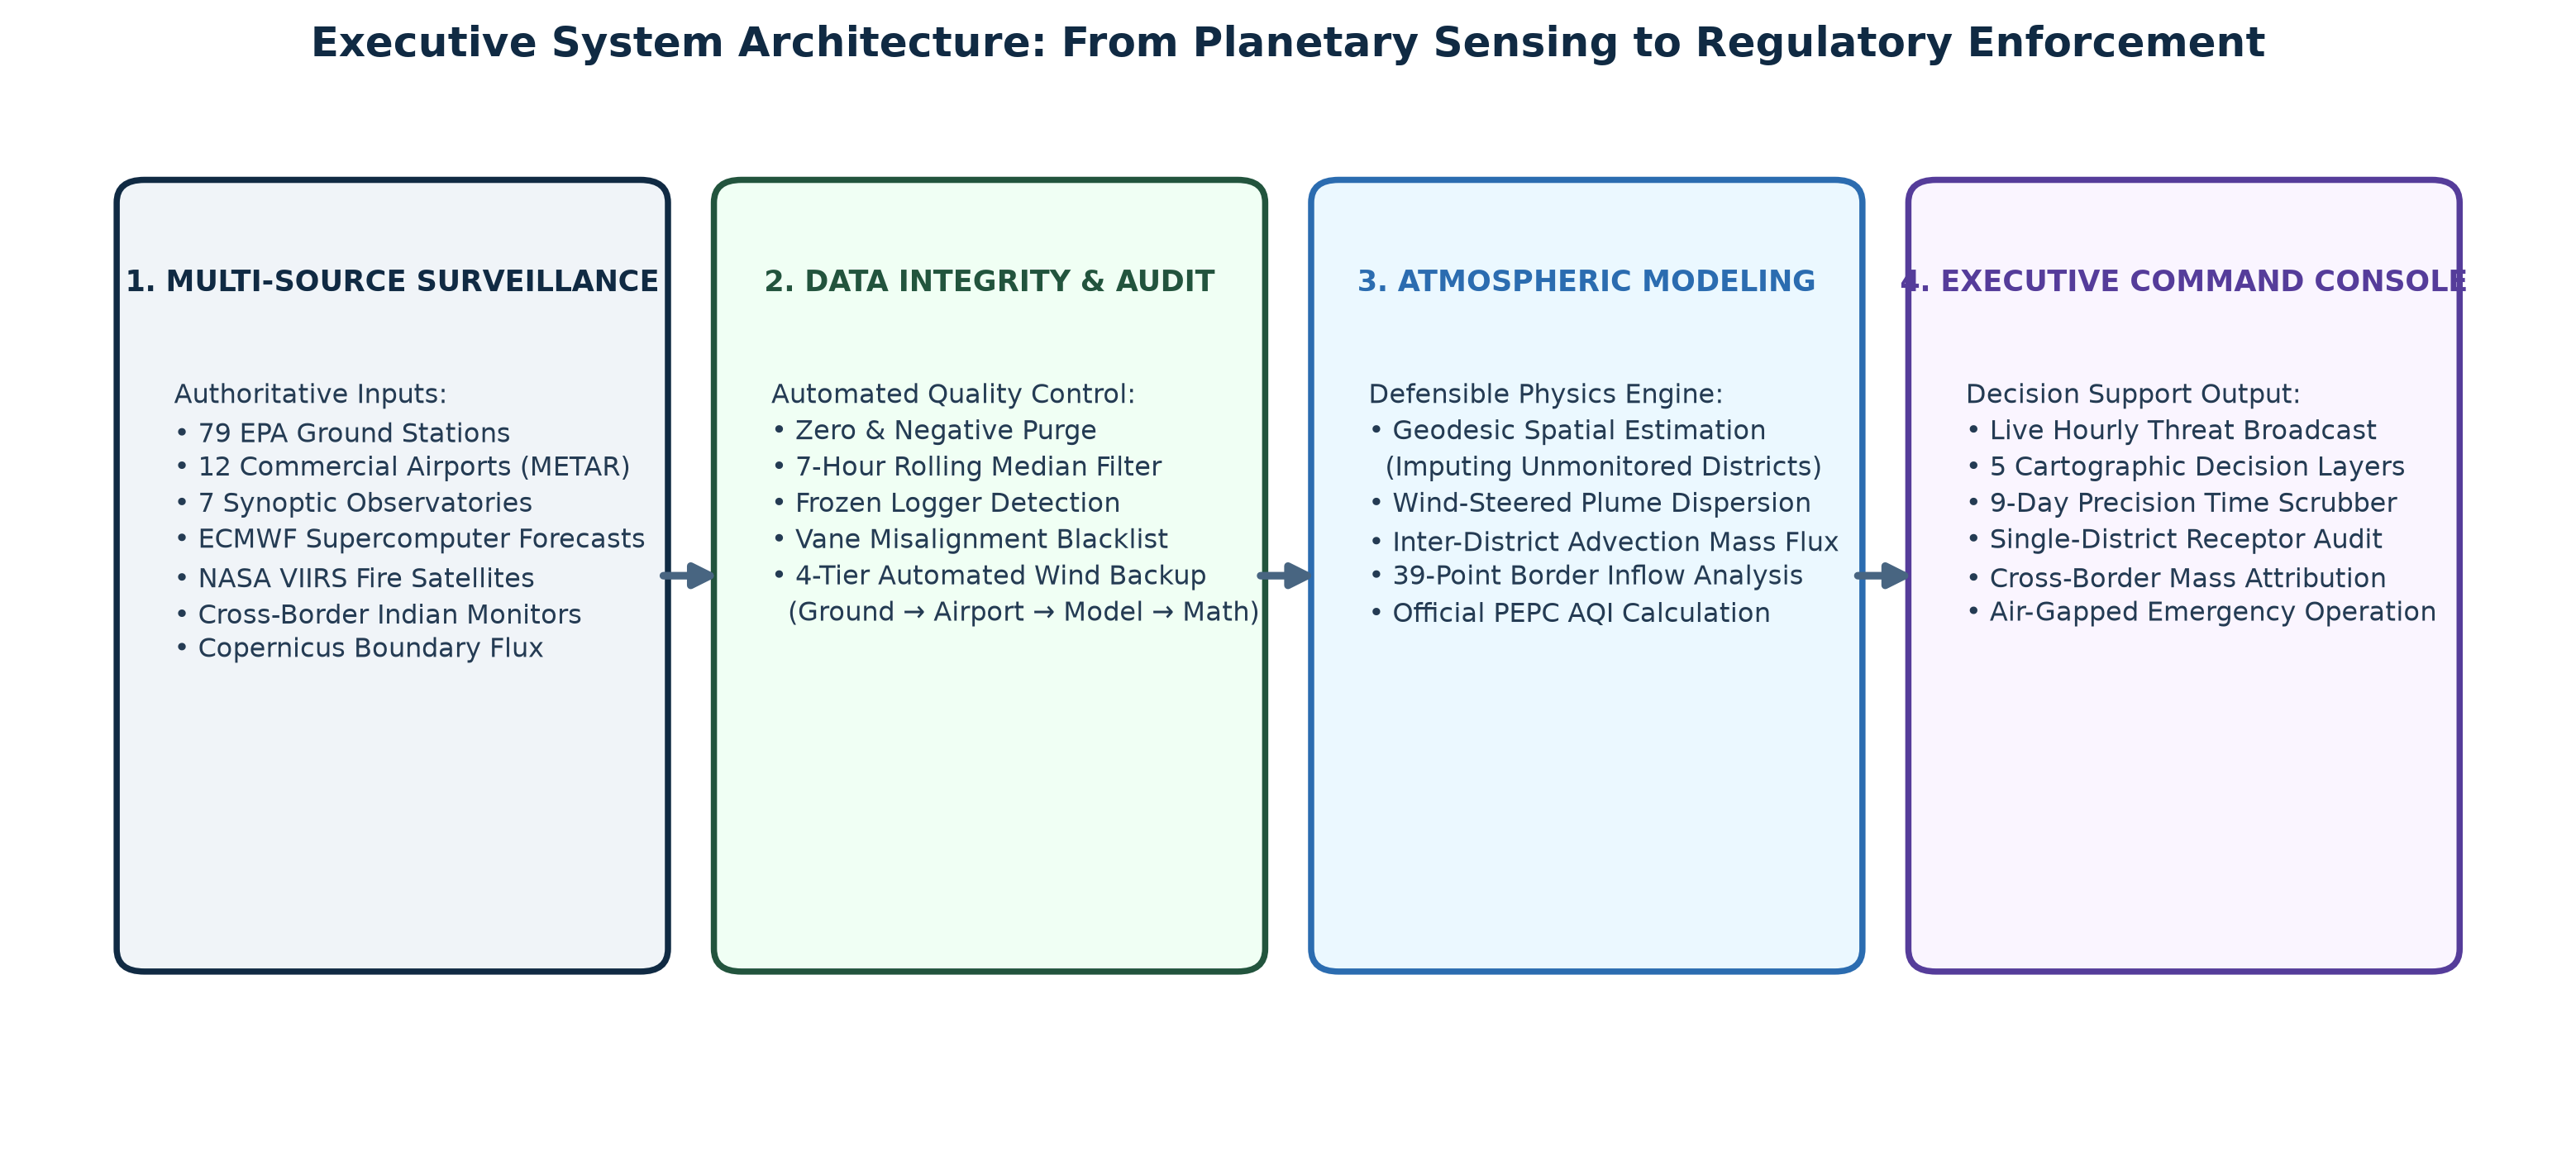 Executive System Architecture: From Planetary Sensing to Regulatory Enforcement
1. MULTI-SOURCE SURVEILLANCE
Authoritative Inputs:
• 79 EPA Ground Stations
• 12 Commercial Airports (METAR)
• 7 Synoptic Observatories
• ECMWF Supercomputer Forecasts
• NASA VIIRS Fire Satellites
• Cross-Border Indian Monitors
• Copernicus Boundary Flux
2. DATA INTEGRITY & AUDIT
Automated Quality Control:
• Zero & Negative Purge
• 7-Hour Rolling Median Filter
• Frozen Logger Detection
• Vane Misalignment Blacklist
• 4-Tier Automated Wind Backup
(Ground → Airport → Model → Math)
3. ATMOSPHERIC MODELING
Defensible Physics Engine:
• Geodesic Spatial Estimation
(Imputing Unmonitored Districts)
• Wind-Steered Plume Dispersion
• Inter-District Advection Mass Flux
• 39-Point Border Inflow Analysis
• Official PEPC AQI Calculation
4. EXECUTIVE COMMAND CONSOLE
Decision Support Output:
• Live Hourly Threat Broadcast
• 5 Cartographic Decision Layers
• 9-Day Precision Time Scrubber
• Single-District Receptor Audit
• Cross-Border Mass Attribution
• Air-Gapped Emergency Operation